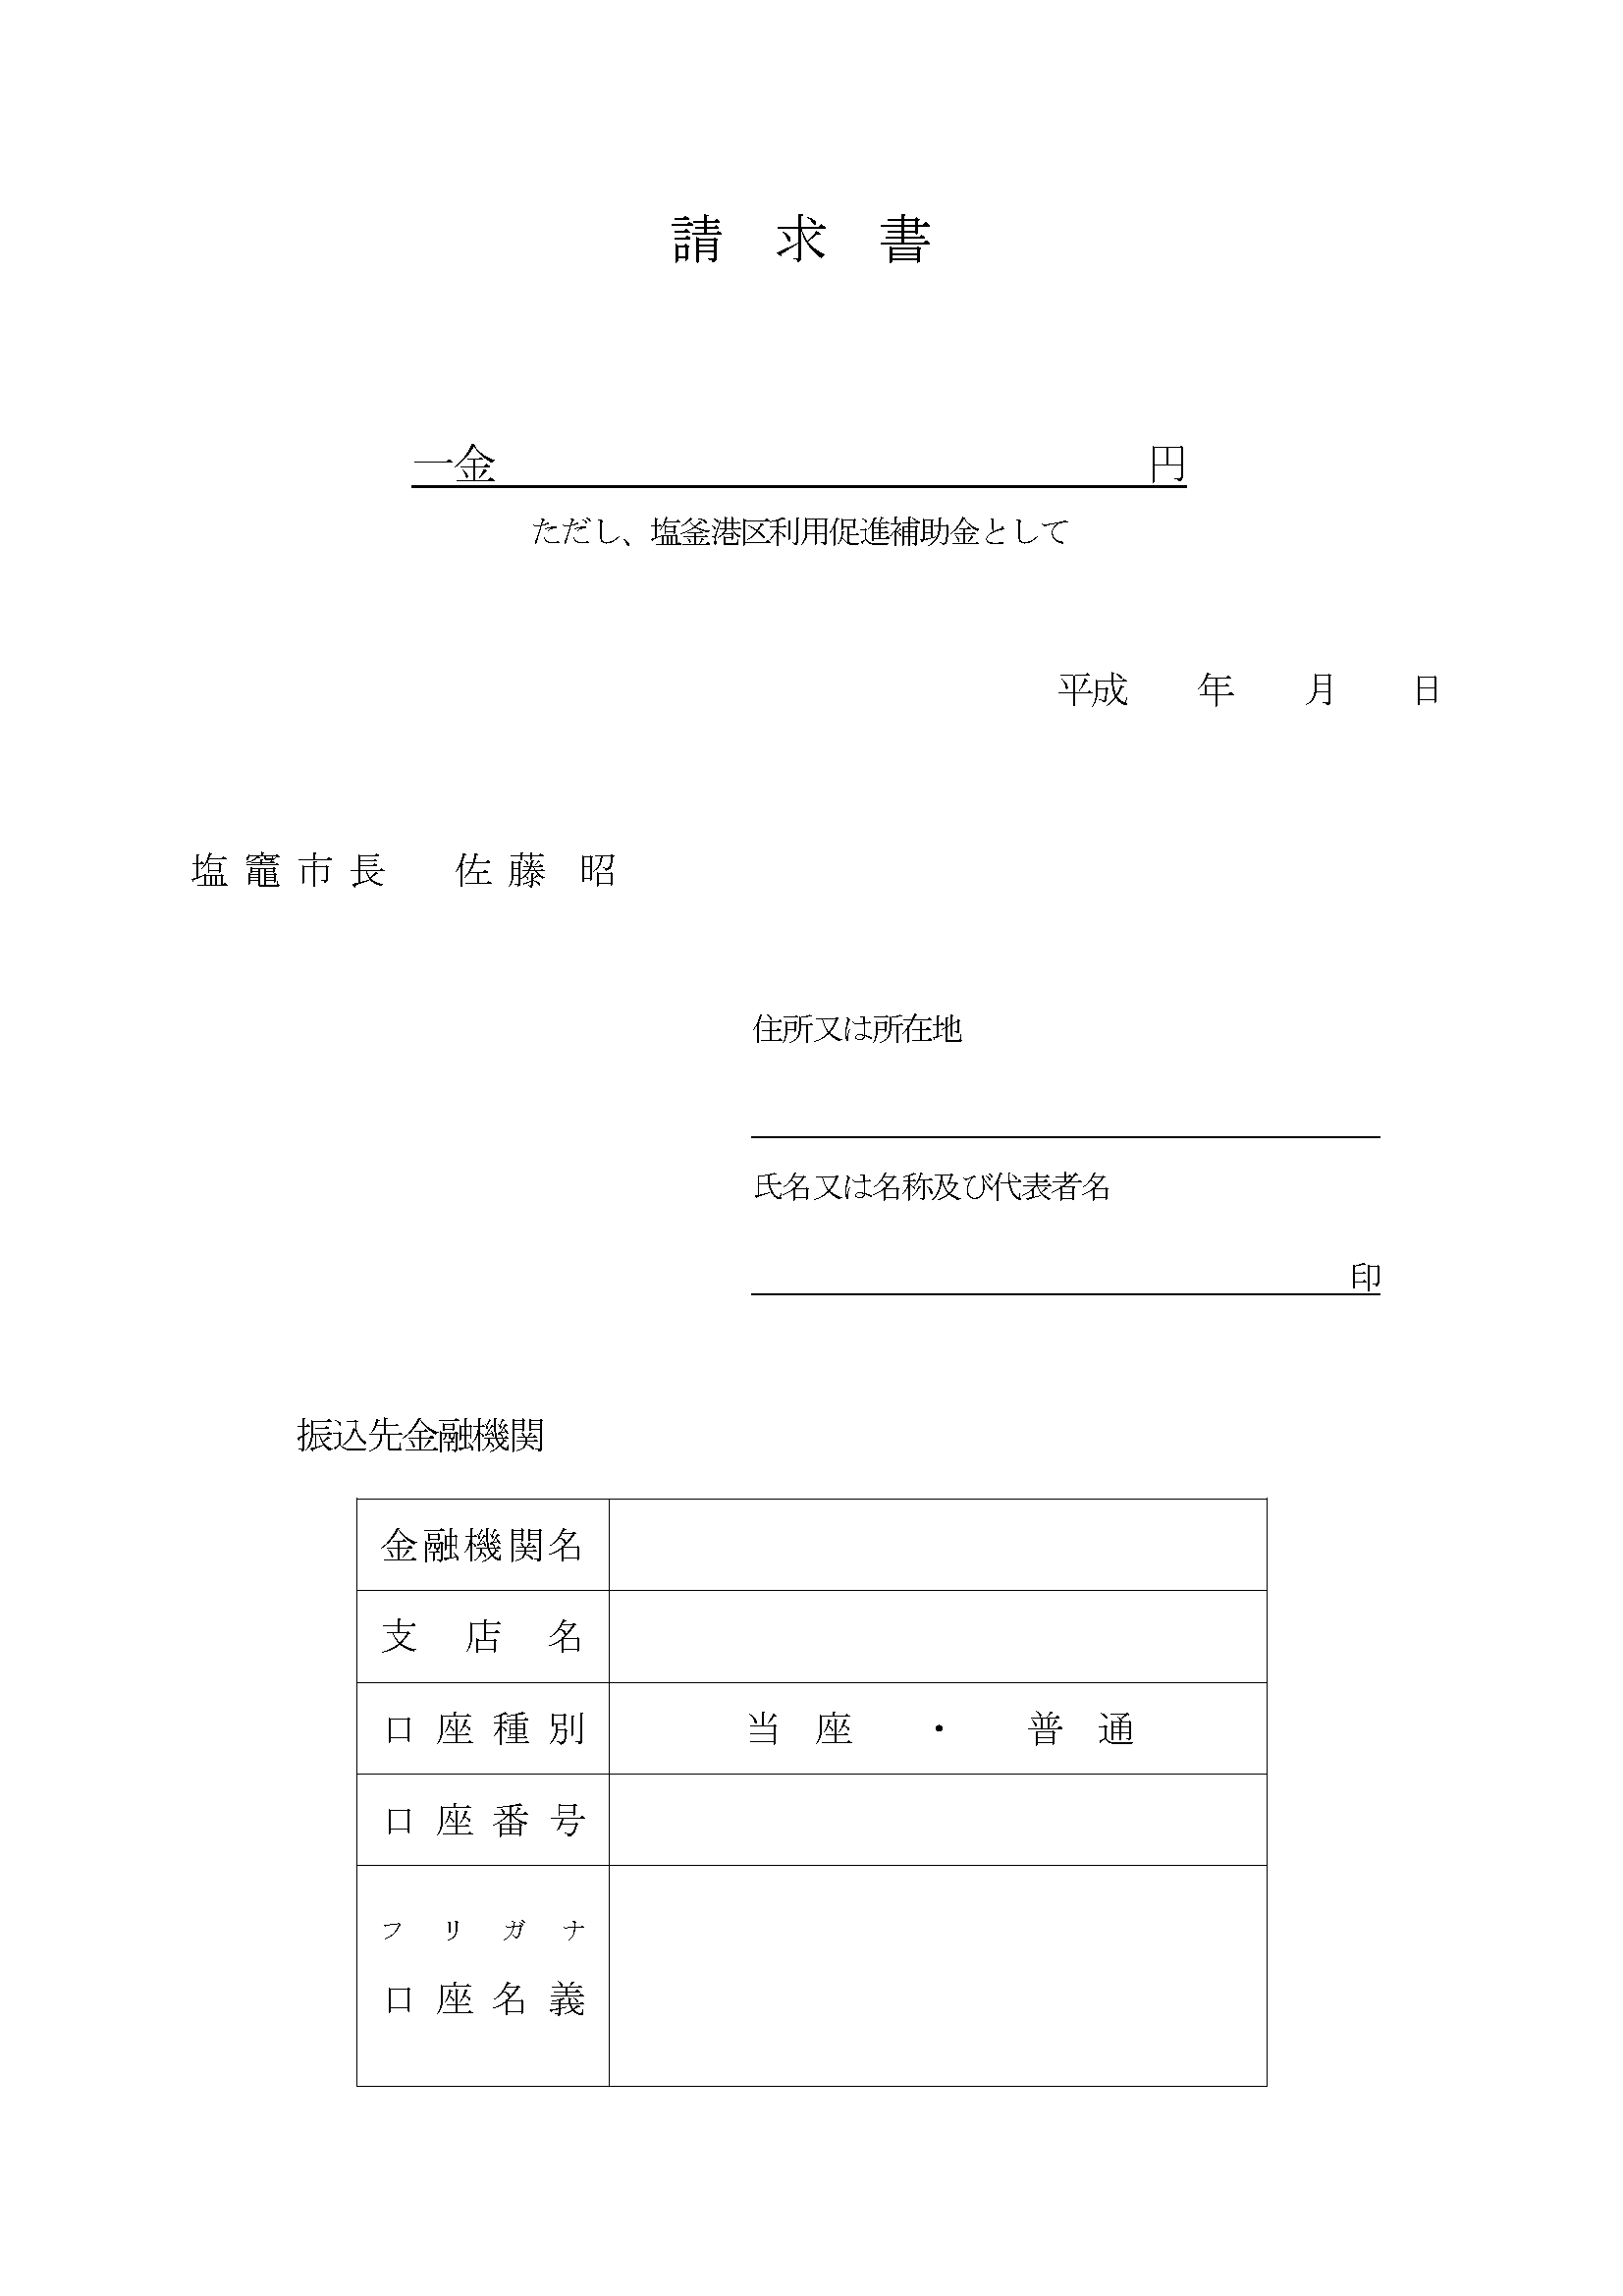 請　求　書
一金　　　　　　　　　　　　　　　　円
ただし、塩釜港区利用促進補助金として
平成　　年　　月　　日
塩 竈 市 長　　佐 藤　昭
住所又は所在地
氏名又は名称及び代表者名
印
振込先金融機関
金融機関名
支　店　名
口 座 種 別　　当　座　　・　　普　通
口 座 番 号
フ　リ　ガ　ナ
口 座 名 義